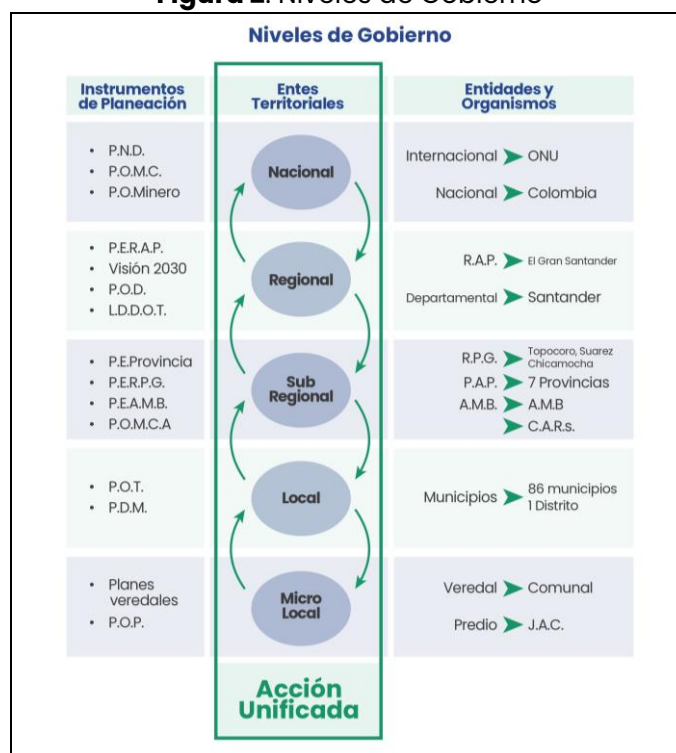 Figura 2. Niveles de Gobierno
Niveles de Gobierno
Instrumentos
de Planeación
Entes
Territoriales
Entidades y
Organismos
• P.N.D.
• P.O.M.C.
• P.O.Minero
Nacional
Internacional ➤ ONU
Nacional ➤ Colombia
• P.E.R.A.P.
• Visión 2030
• P.O.D.
• L.D.D.O.T.
Regional
R.A.P. ➤ El Gran Santander
Departamental ➤ Santander
• P.E.Provincia
• P.E.R.P.G.
• P.E.A.M.B.
• P.O.M.C.A
Sub
Regional
R.P.G. ➤ Topocoro, Suarez
Chicamocha
P.A.P. ➤ 7 Provincias
A.M.B. ➤ A.M.B
➤ C.A.R.s.
• P.O.T.
• P.D.M.
Local
Municipios ➤ 86 municipios
1 Distrito
• Planes
veredales
• P.O.P.
Micro
Local
Veredal ➤ Comunal
Predio ➤ J.A.C.
Acción
Unificada